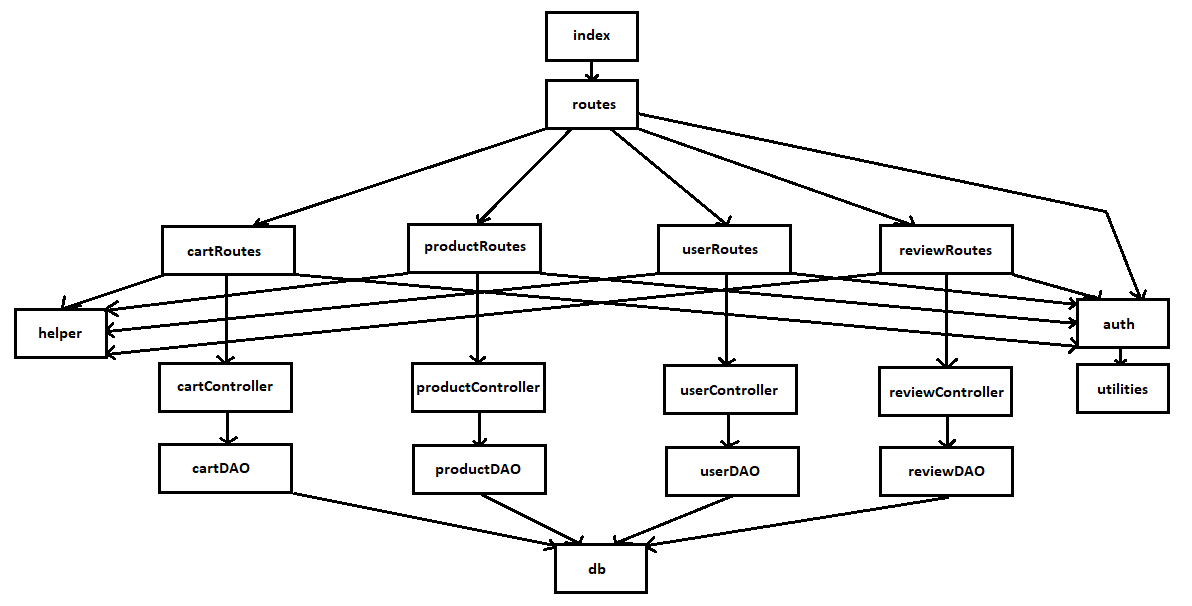 index
routes
cartRoutes
productRoutes
userRoutes
reviewRoutes
helper
auth
cartController
productController
userController
reviewController
utilities
cartDAO
productDAO
userDAO
reviewDAO
db